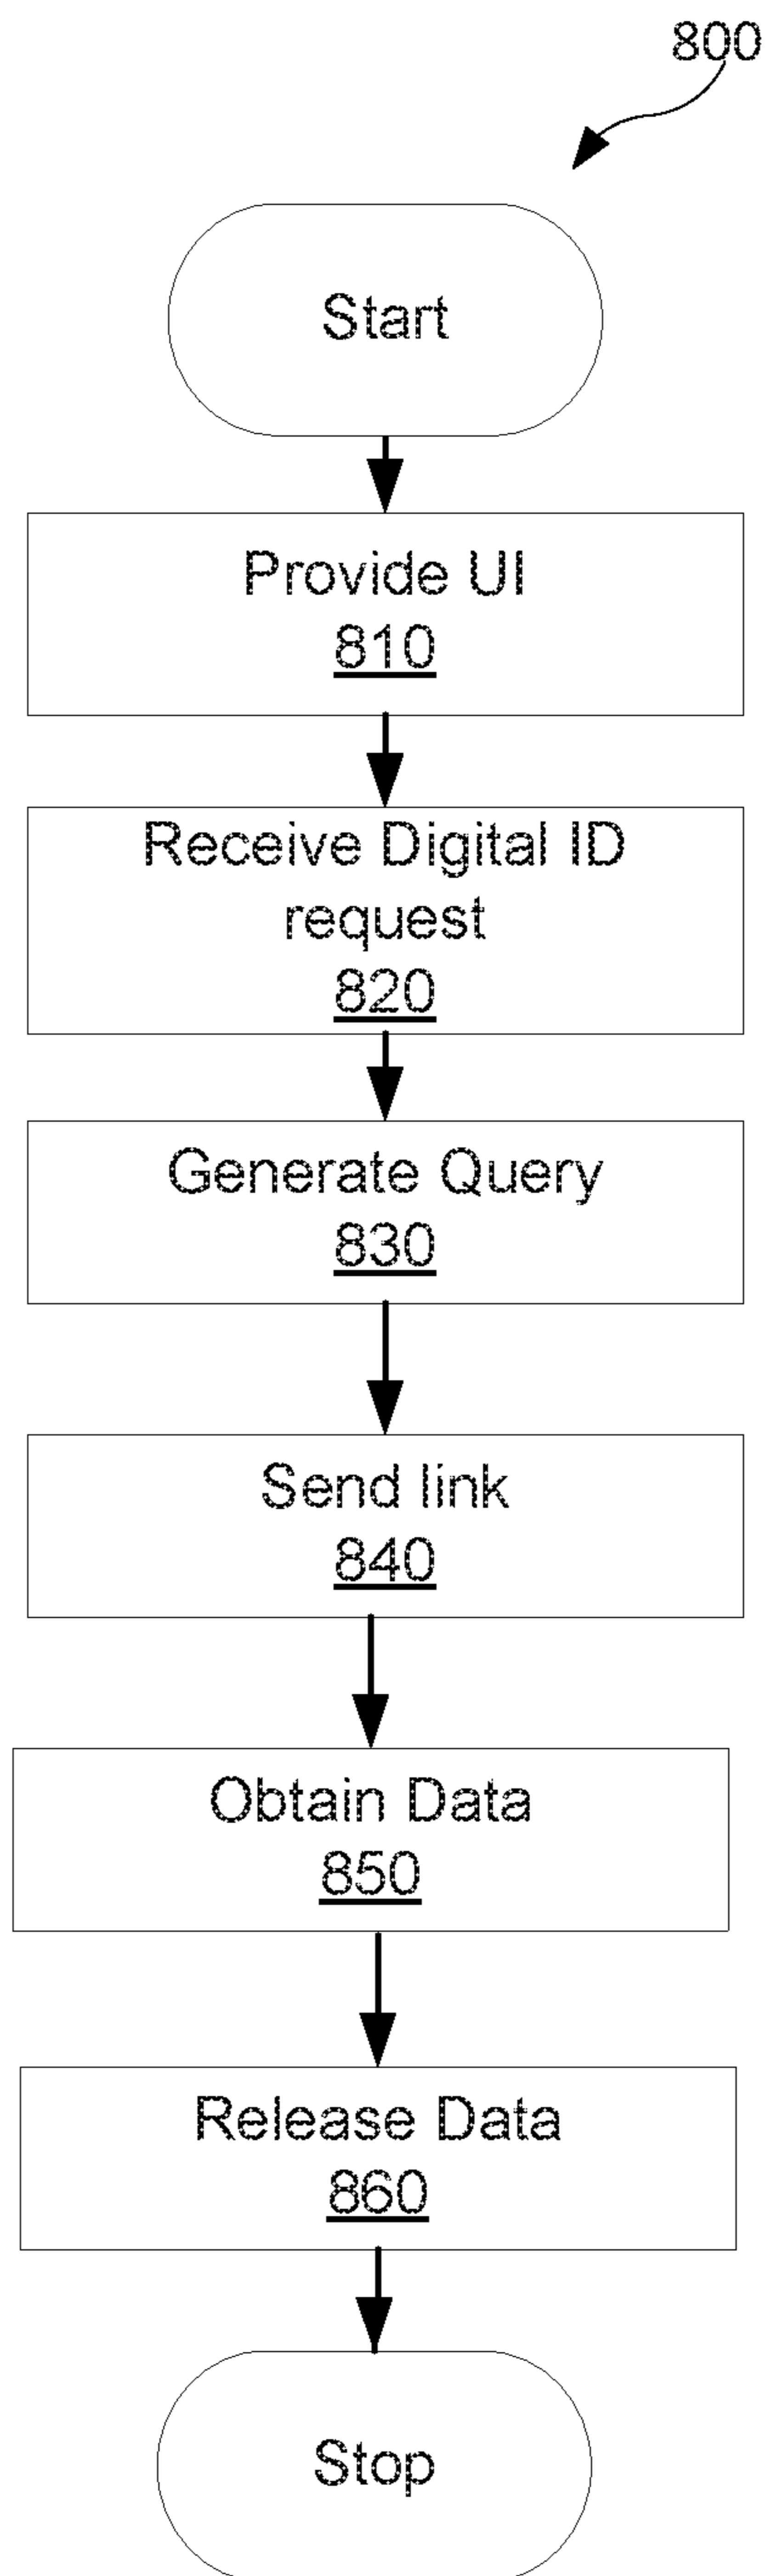 800
Start
Provide UI
810
Receive Digital ID
request
820
Generate Query
830
Send link
840
Obtain Data
850
Release Data
860
Stop